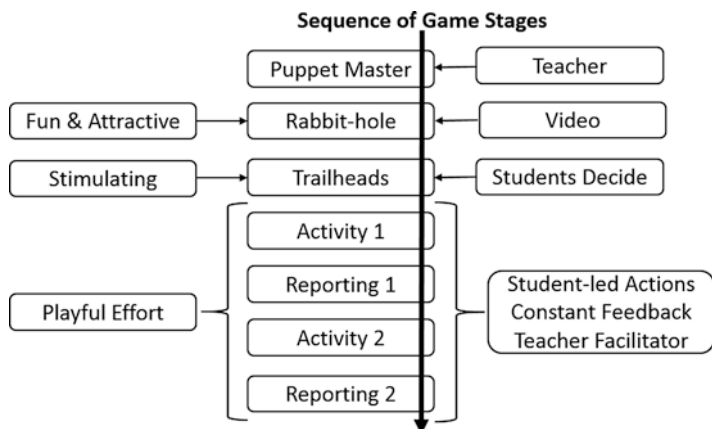 Sequence of Game Stages
Puppet Master
Teacher
Fun & Attractive
Rabbit-hole
Video
Stimulating
Trailheads
Students Decide
Activity 1
Reporting 1
Playful Effort
Student-led Actions
Constant Feedback
Teacher Facilitator
Activity 2
Reporting 2